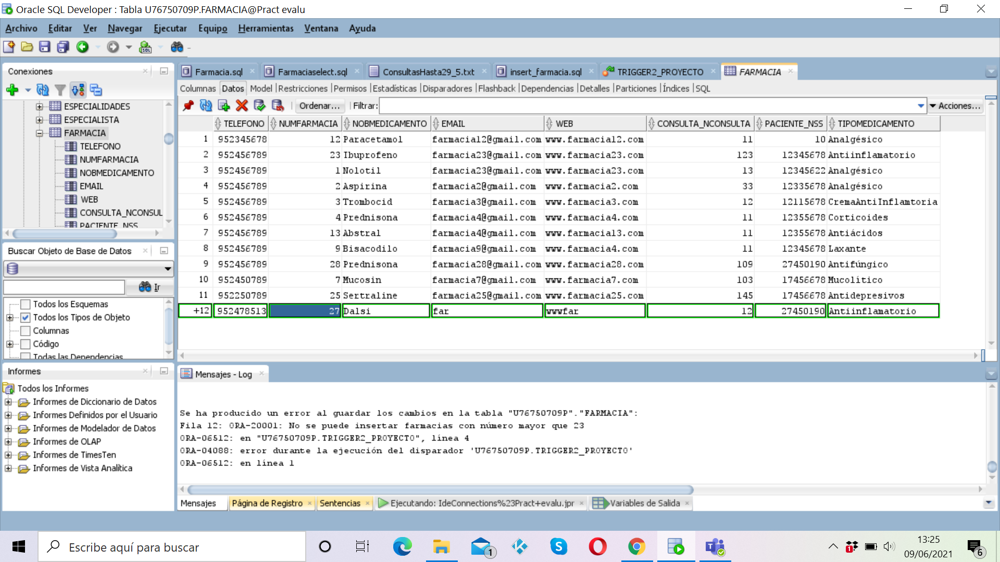 Oracle SQL Developer : Tabla U76750709P.FARMACIA@Pract evalu
Archivo Editar Ver Navegar Ejecutar Equipo Herramientas Ventana Ayuda
Conexiones
ESPECIALIDADES
ESPECIALISTA
FARMACIA
TELEFONO
NUMFARMACIA
NOBMEDICAMENTO
EMAIL
WEB
CONSULTA_NCONSUL
PACIENTE_NSS
Buscar Objeto de Base de Datos
Ir
Todos los Esquemas
Todos los Tipos de Objeto
Columnas
Código
Todas las Dependencias
Informes
Todos los Informes
Informes de Diccionario de Datos
Informes Definidos por el Usuario
Informes de Modelador de Datos
Informes de OLAP
Informes de TimesTen
Informes de Vista Analítica
Farmacia.sql Farmaciaselect.sql ConsultasHasta29_5.txt insert_farmacia.sql TRIGGER2_PROYECTO FARMACIA
Columnas Datos Model Restricciones Permisos Estadísticas Disparadores Flashback Dependencias Detalles Particiones Índices SQL
Ordenar... Filtrar: Acciones...
TELEFONO NUMFARMACIA NOBMEDICAMENTO EMAIL WEB CONSULTA_NCONSULTA PACIENTE_NSS TIPOMEDICAMENTO
1 952345678 12 Paracetamol farmacia12@gmail.com www.farmacia12.com 11 10 Analgésico
2 952456789 23 Ibuprofeno farmacia23@gmail.com www.farmacia23.com 123 12345678 Antiinflamatorio
3 952456789 1 Nolotil farmacia23@gmail.com www.farmacia23.com 13 12345622 Analgésico
4 952456789 2 Aspirina farmacia2@gmail.com www.farmacia2.com 33 12335678 Analgésico
5 952456789 3 Trombocid farmacia3@gmail.com www.farmacia3.com 12 12115678 CremaAntiInflamtoria
6 952456789 4 Prednisona farmacia4@gmail.com www.farmacia4.com 11 12355678 Corticoides
7 952456789 13 Abstral farmacia4@gmail.com www.farmacia13.com 11 12355678 Antiácidos
8 952456789 9 Bisacodilo farmacia9@gmail.com www.farmacia4.com 11 12345678 Laxante
9 952456789 28 Prednisona farmacia28@gmail.com www.farmacia28.com 109 27450190 Antifúngico
10 952450789 7 Mucosin farmacia7@gmail.com www.farmacia7.com 103 17456678 Mucolítico
11 952250789 25 Sertraline farmacia25@gmail.com www.farmacia25.com 145 17456678 Antidepresivos
+12 952478513 27 Dalsi far wwwfar 12 27450190 Antiinflamatorio
Mensajes - Log
Se ha producido un error al guardar los cambios en la tabla "U76750709P"."FARMACIA":
Fila 12: ORA-20001: No se puede insertar farmacias con número mayor que 23
ORA-06512: en "U76750709P.TRIGGER2_PROYECTO", línea 4
ORA-04088: error durante la ejecución del disparador 'U76750709P.TRIGGER2_PROYECTO'
ORA-06512: en línea 1
Mensajes Página de Registro Sentencias Ejecutando: IdeConnections%23Pract+evalu.jpr Variables de Salida
Escribe aquí para buscar
1
1
13:25
09/06/2021
6